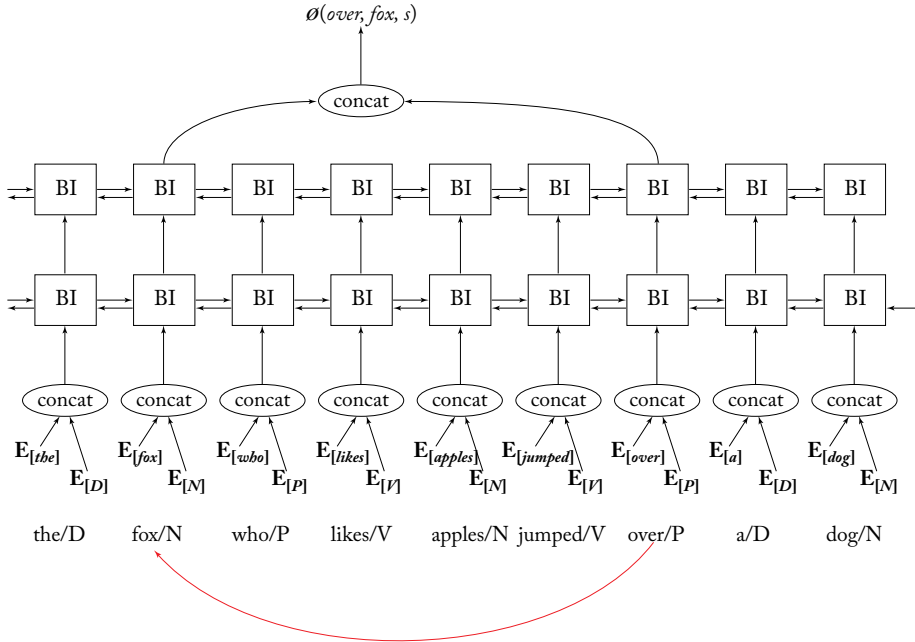 ø(over, fox, s)
concat
BI BI BI BI BI BI BI BI BI
BI BI BI BI BI BI BI BI BI
concat concat concat concat concat concat concat concat concat
E[the] E[fox] E[who] E[likes] E[apples] E[jumped] E[over] E[a] E[dog]
E[D] E[N] E[P] E[V] E[N] E[V] E[P] E[D] E[N]
the/D fox/N who/P likes/V apples/N jumped/V over/P a/D dog/N